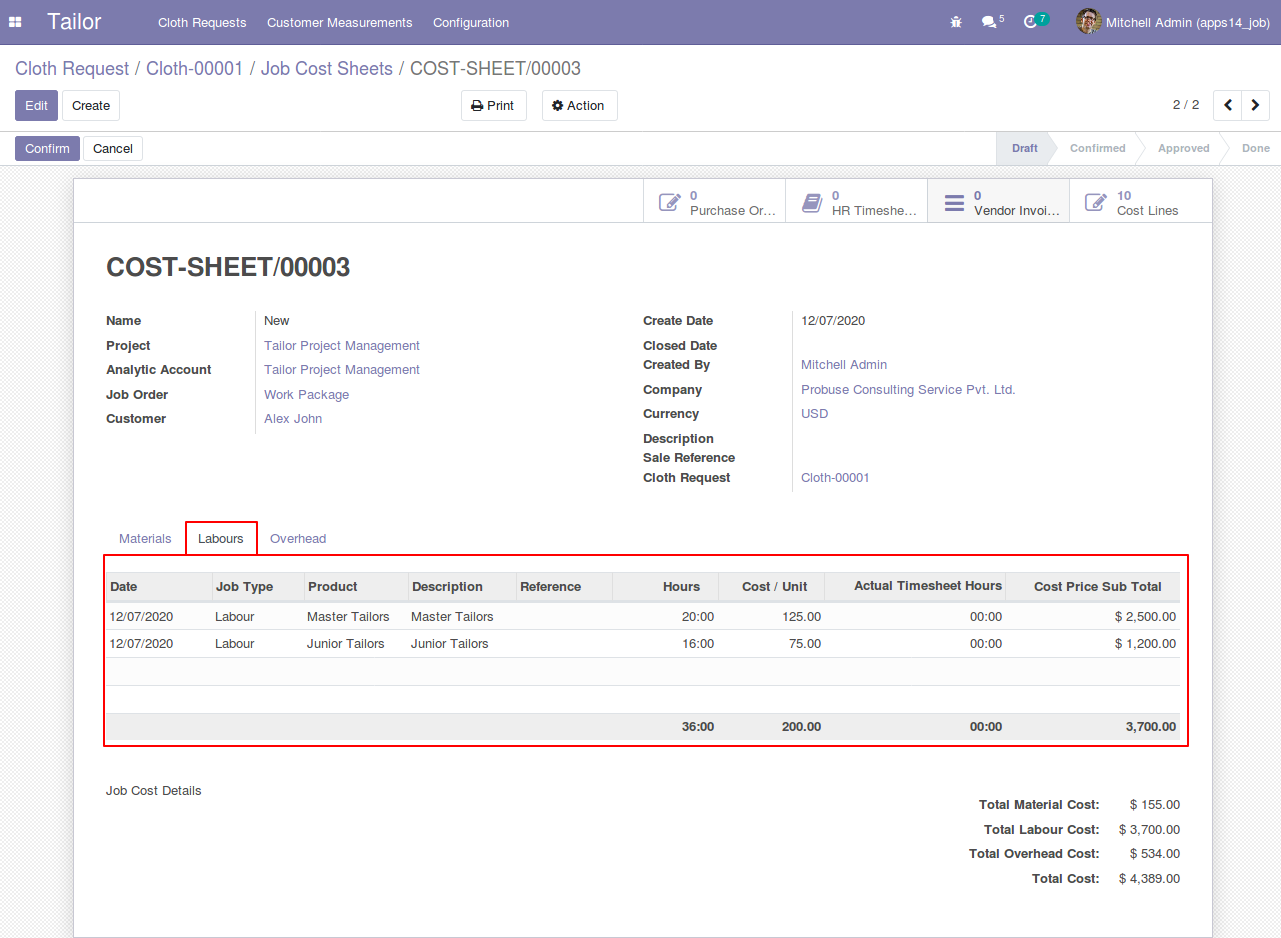 Tailor Cloth Requests Customer Measurements Configuration 5 7 Mitchell Admin (apps14_job)
Cloth Request / Cloth-00001 / Job Cost Sheets / COST-SHEET/00003
Edit Create Print Action 2 / 2
Confirm Cancel Draft Confirmed Approved Done
0 Purchase Or... 0 HR Timeshe... 0 Vendor Invoi... 10 Cost Lines
COST-SHEET/00003
Name New
Project Tailor Project Management
Analytic Account Tailor Project Management
Job Order Work Package
Customer Alex John
Create Date 12/07/2020
Closed Date
Created By Mitchell Admin
Company Probuse Consulting Service Pvt. Ltd.
Currency USD
Description
Sale Reference
Cloth Request Cloth-00001
Materials Labours Overhead
Date Job Type Product Description Reference Hours Cost / Unit Actual Timesheet Hours Cost Price Sub Total
12/07/2020 Labour Master Tailors Master Tailors 20:00 125.00 00:00 $ 2,500.00
12/07/2020 Labour Junior Tailors Junior Tailors 16:00 75.00 00:00 $ 1,200.00
36:00 200.00 00:00 3,700.00
Job Cost Details
Total Material Cost: $ 155.00
Total Labour Cost: $ 3,700.00
Total Overhead Cost: $ 534.00
Total Cost: $ 4,389.00